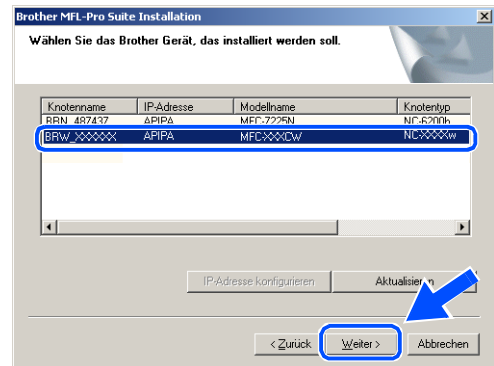 Brother MFL-Pro Suite Installation
Wählen Sie das Brother Gerät, das installiert werden soll.
Knotenname IP-Adresse Modellname Knotentyp
BRN_487437 APIPA MFC-7225N NC-6200h
BRW_XXXXXX APIPA MFC-XXXCW NC-XXXXw
IP-Adresse konfigurieren Aktualisieren
< Zurück Weiter > Abbrechen